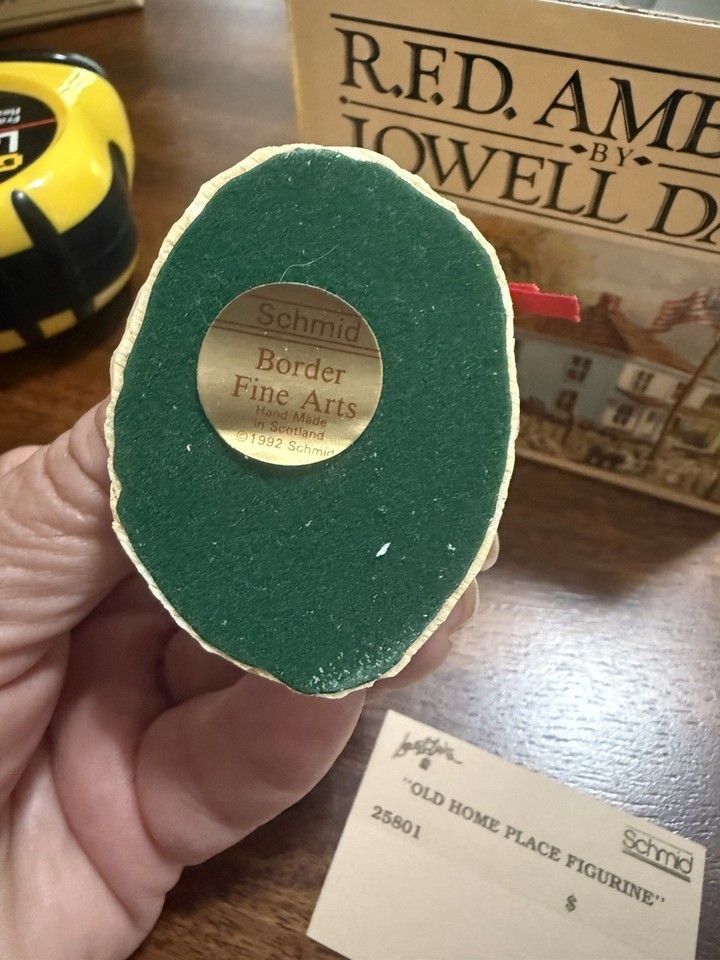 R.F.D. AME
BY
LOWELL DA
Schmid
Border
Fine Arts
Hand Made
in Scotland
©1992 Schmid
"OLD HOME PLACE FIGURINE"
25801
Schmid
$